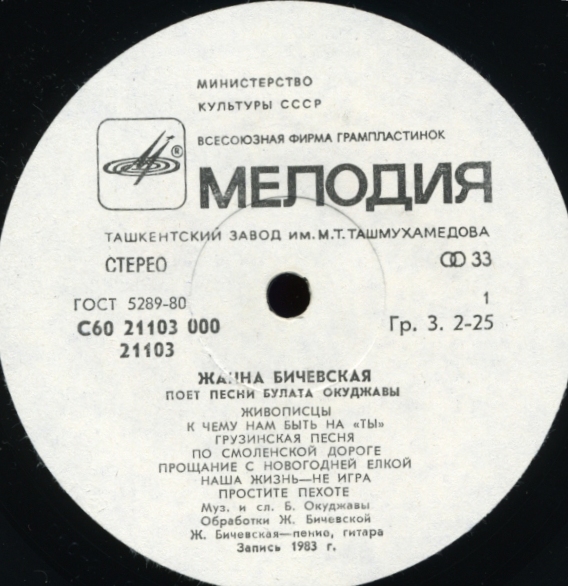 МИНИСТЕРСТВО
КУЛЬТУРЫ СССР
ВСЕСОЮЗНАЯ ФИРМА ГРАМПЛАСТИНОК
®
МЕЛОДИЯ
ТАШКЕНТСКИЙ ЗАВОД ИМ. М.Т. ТАШМУХАМЕДОВА
СТЕРЕО 33
ГОСТ 5289-80 1
С60 21103 000 Гр. 3. 2-25
21103
ЖАННА БИЧЕВСКАЯ
ПОЕТ ПЕСНИ БУЛАТА ОКУДЖАВЫ
ЖИВОПИСЦЫ
К ЧЕМУ НАМ БЫТЬ НА «ТЫ»
ГРУЗИНСКАЯ ПЕСНЯ
ПО СМОЛЕНСКОЙ ДОРОГЕ
ПРОЩАНИЕ С НОВОГОДНЕЙ ЕЛКОЙ
НАША ЖИЗНЬ—НЕ ИГРА
ПРОСТИТЕ ПЕХОТЕ
Муз. и сл. Б. Окуджавы
Обработки Ж. Бичевской
Ж. Бичевская—пение, гитара
Запись 1983 г.